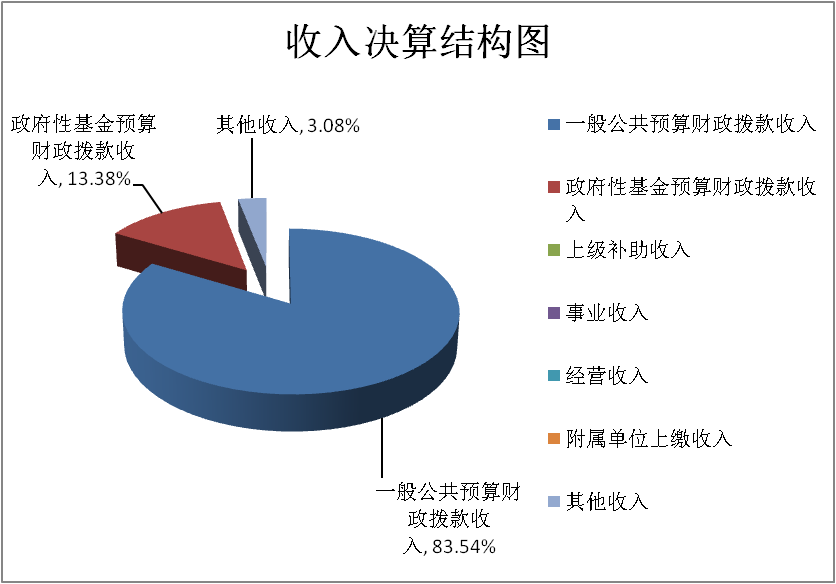 收入决算结构图
政府性基金预算
财政拨款收
入, 13.38%
其他收入, 3.08%
一般公共预算财
政拨款收
入, 83.54%
一般公共预算财政拨款收入
政府性基金预算财政拨款收
入
上级补助收入
事业收入
经营收入
附属单位上缴收入
其他收入